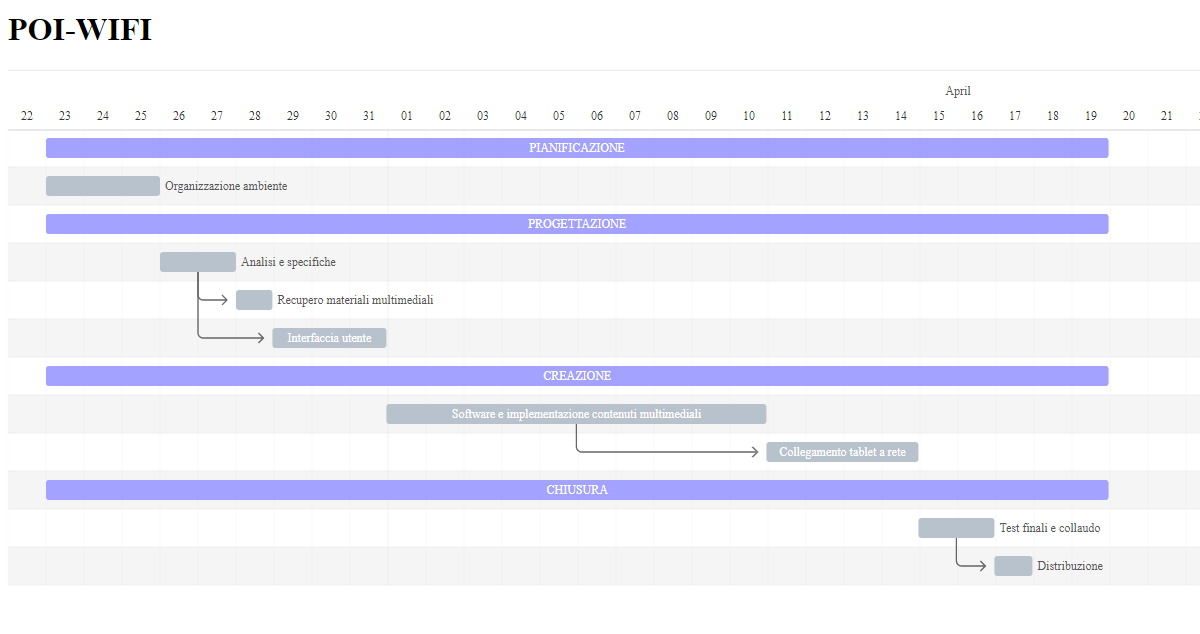 POI-WIFI
April
22 23 24 25 26 27 28 29 30 31 01 02 03 04 05 06 07 08 09 10 11 12 13 14 15 16 17 18 19 20 21
PIANIFICAZIONE
Organizzazione ambiente
PROGETTAZIONE
Analisi e specifiche
Recupero materiali multimediali
Interfaccia utente
CREAZIONE
Software e implementazione contenuti multimediali
Collegamento tablet a rete
CHIUSURA
Test finali e collaudo
Distribuzione